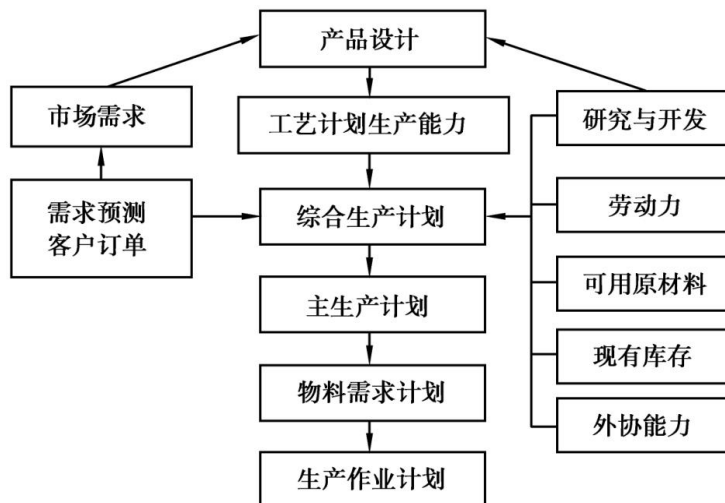 产品设计
市场需求
工艺计划生产能力
研究与开发
需求预测
客户订单
综合生产计划
劳动力
主生产计划
可用原材料
物料需求计划
现有库存
外协能力
生产作业计划